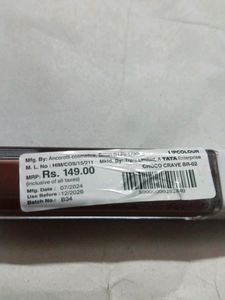 LIPCOLOUR
Mfg. By: Ancorotti cosmetics,
Mktd. By: A TATA Enterprise
M. L. No : HIM/COS/15/211
CHOCO CRAVE BR-02
MRP: Rs. 149.00
(inclusive of all taxes)
Mfg. Date : 07/2024
Use Before : 12/2026
Batch No.: B34